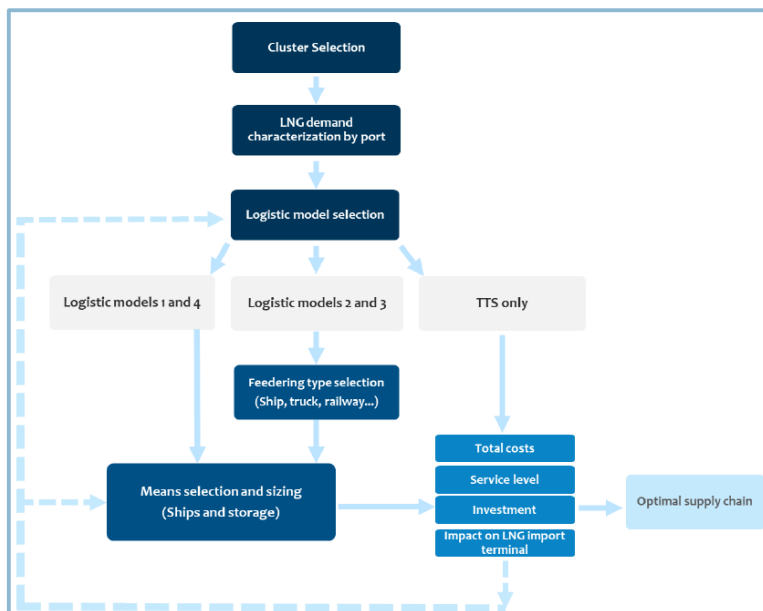 Cluster Selection
LNG demand
characterization by port
Logistic model selection
Logistic models 1 and 4
Logistic models 2 and 3
TTS only
Feedering type selection
(Ship, truck, railway...)
Means selection and sizing
(Ships and storage)
Total costs
Service level
Investment
Impact on LNG import
terminal
Optimal supply chain